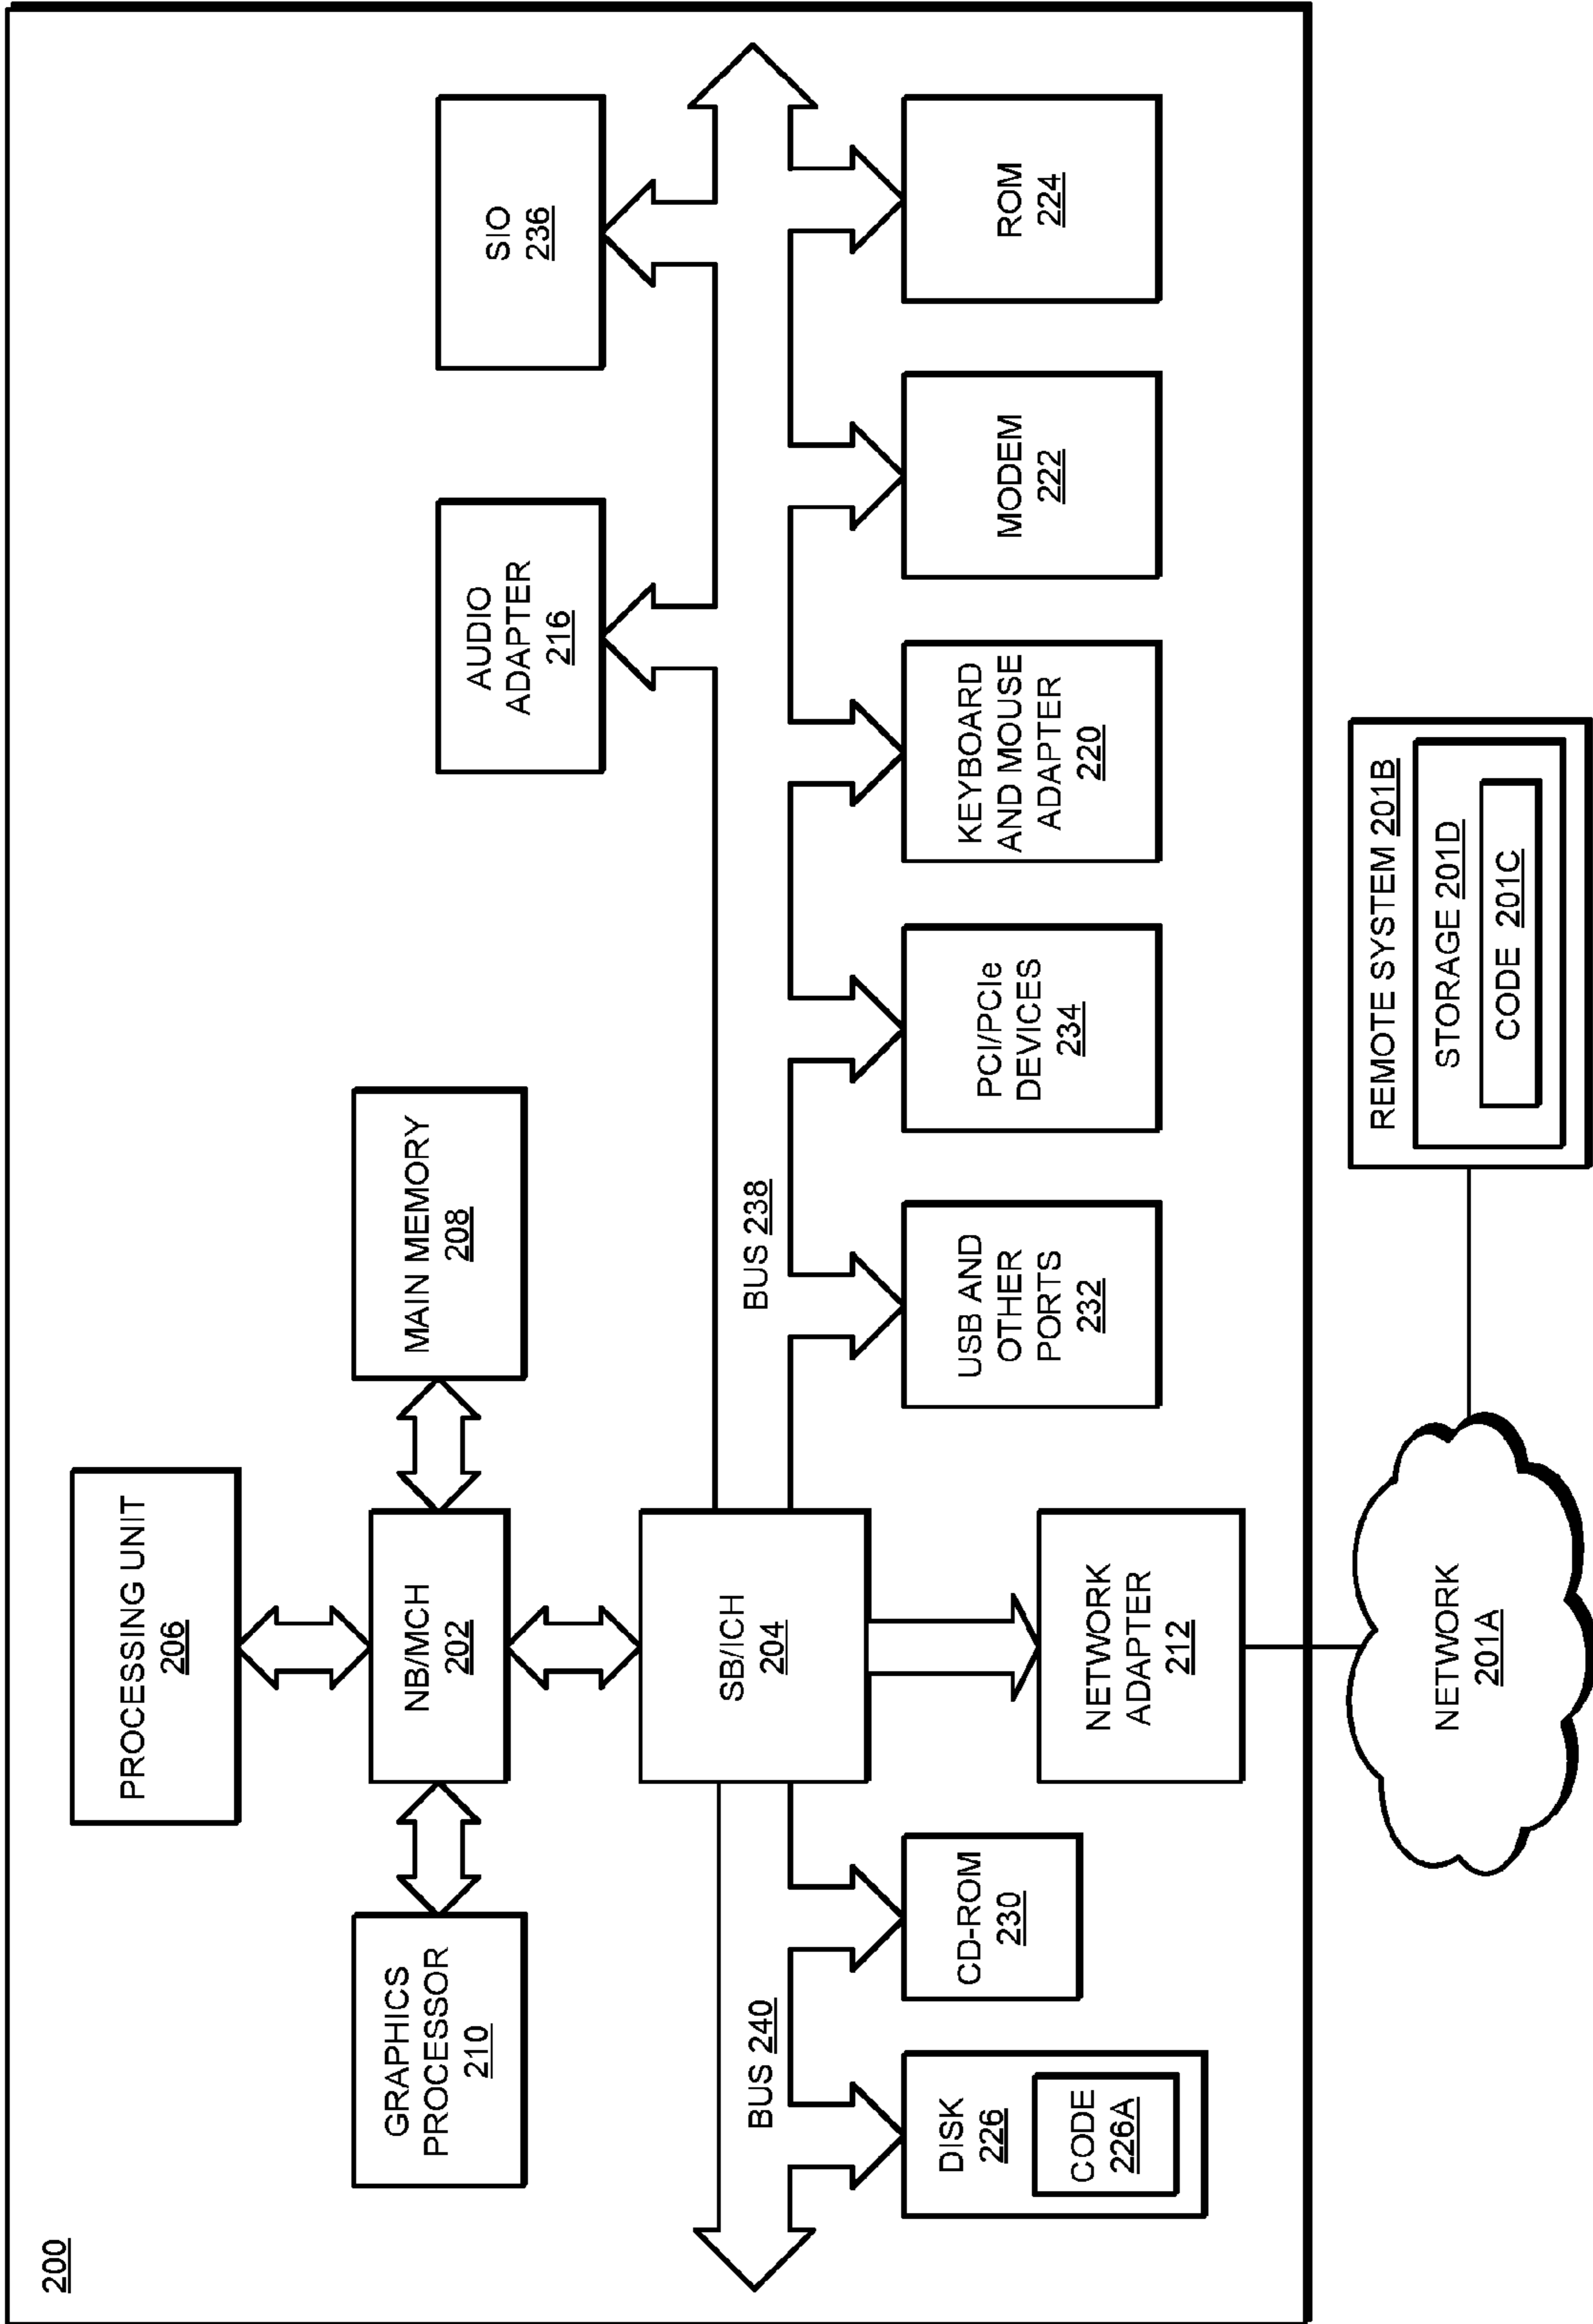 200
PROCESSING UNIT
206
GRAPHICS
PROCESSOR
210
NB/MCH
202
MAIN MEMORY
208
AUDIO
ADAPTER
216
SIO
236
BUS 240
SB/ICH
204
BUS 238
DISK
226
CODE
226A
CD-ROM
230
NETWORK
ADAPTER
212
USB AND
OTHER
PORTS
232
PCI/PCIe
DEVICES
234
KEYBOARD
AND MOUSE
ADAPTER
220
MODEM
222
ROM
224
NETWORK
201A
REMOTE SYSTEM 201B
STORAGE 201D
CODE 201C